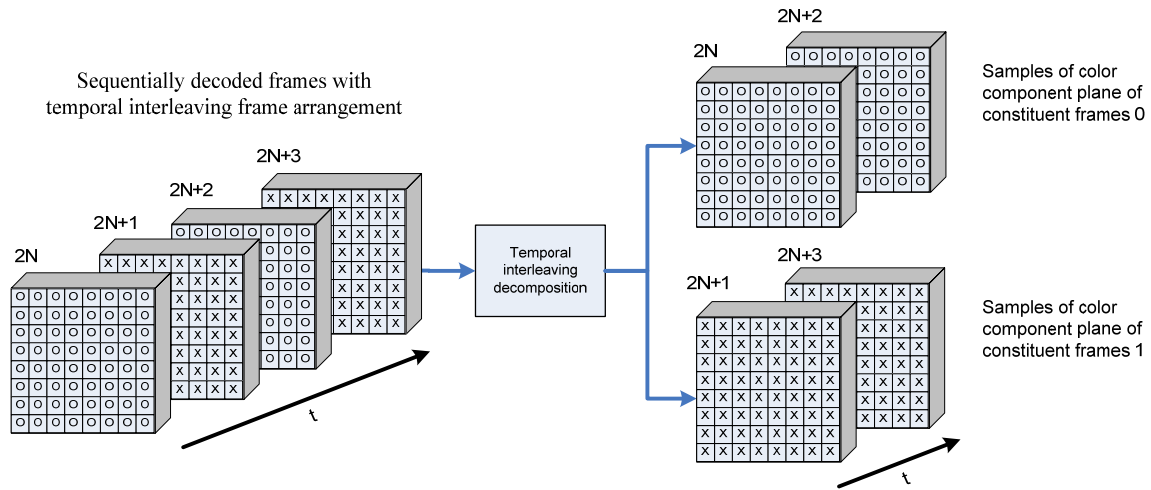 Sequentially decoded frames with
temporal interleaving frame arrangement
2N
2N+1
2N+2
2N+3
O O O O O O O O
O O O O O O O O
O O O O O O O O
O O O O O O O O
O O O O O O O O
O O O O O O O O
O O O O O O O O
O O O O O O O O
X X X X X X X X
X X X X
X X X X
X X X X
X X X X
X X X X
X X X X
X X X X
O O O O O O O O
O O O
O O O
O O O
O O O
O O O
O O O
O O O
X X X X X X X X
X X X X
X X X X
X X X X
X X X X
X X X X
X X X X
X X X X
t
Temporal
interleaving
decomposition
2N
2N+2
O O O O O O O O
O O O O O O O O
O O O O O O O O
O O O O O O O O
O O O O O O O O
O O O O O O O O
O O O O O O O O
O O O O O O O O
O O O O O O O O
O O O O
O O O O
O O O O
O O O O
O O O O
O O O O
O O O O
Samples of color
component plane of
constituent frames 0
2N+1
2N+3
X X X X X X X X
X X X X X X X X
X X X X X X X X
X X X X X X X X
X X X X X X X X
X X X X X X X X
X X X X X X X X
X X X X X X X X
X X X X X X X X
X X X X
X X X X
X X X X
X X X X
X X X X
X X X X
X X X X
Samples of color
component plane of
constituent frames 1
t